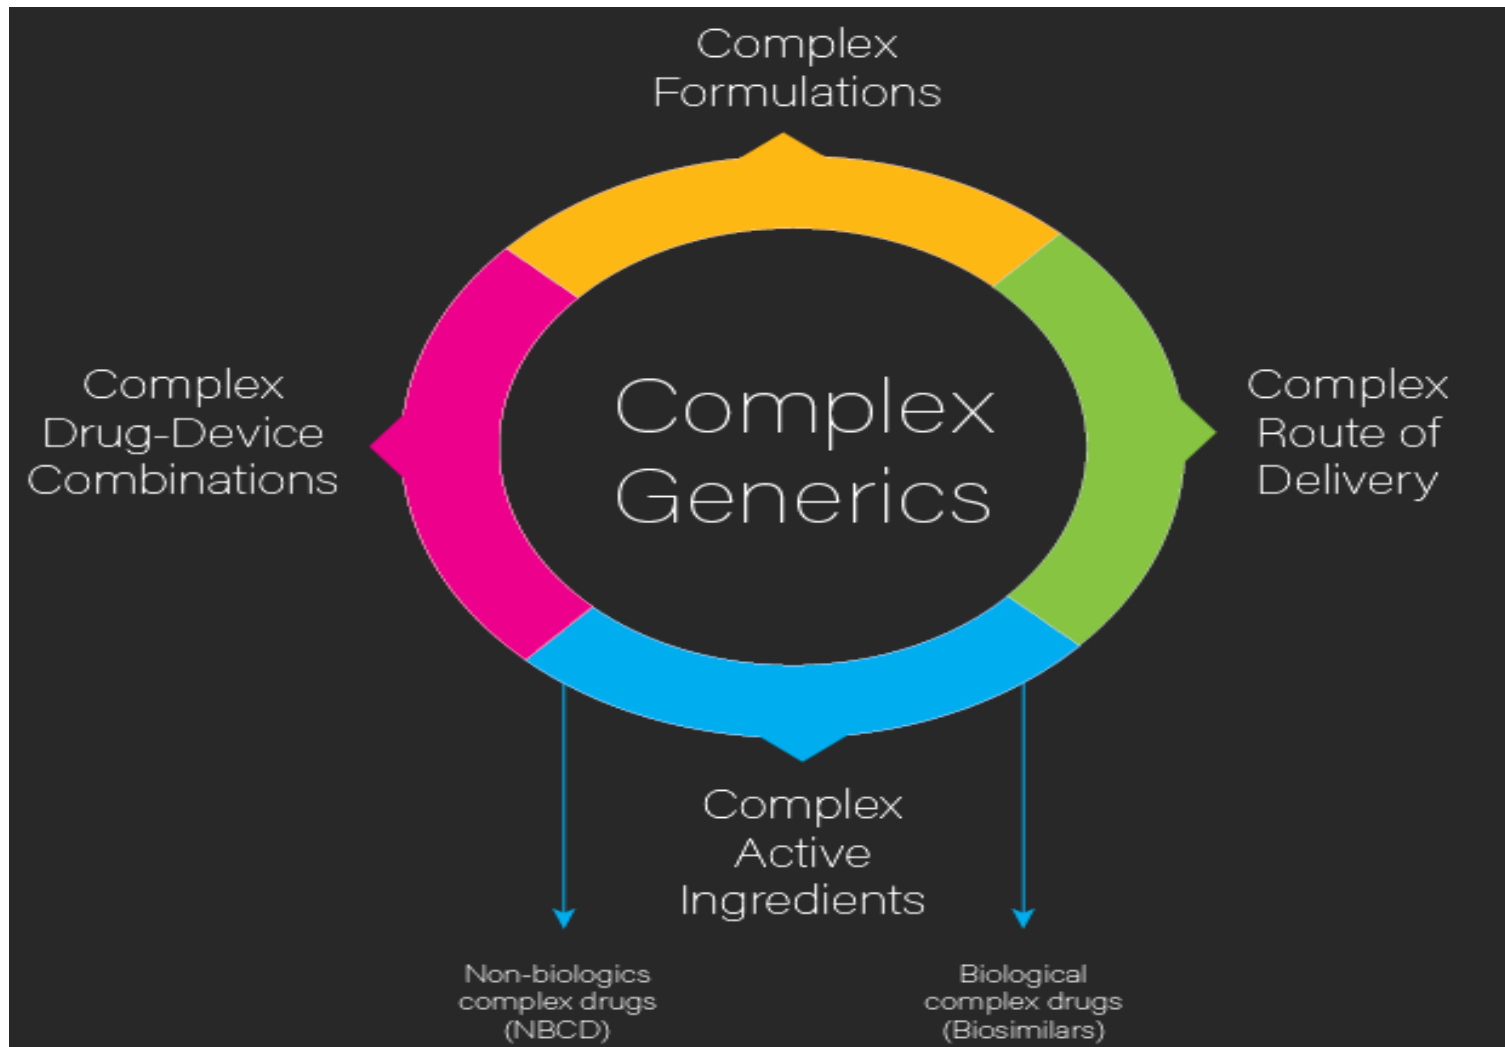 Complex
Formulations
Complex
Drug-Device
Combinations
Complex
Generics
Complex
Route of
Delivery
Complex
Active
Ingredients
Non-biologics
complex drugs
(NBCD)
Biological
complex drugs
(Biosimilars)